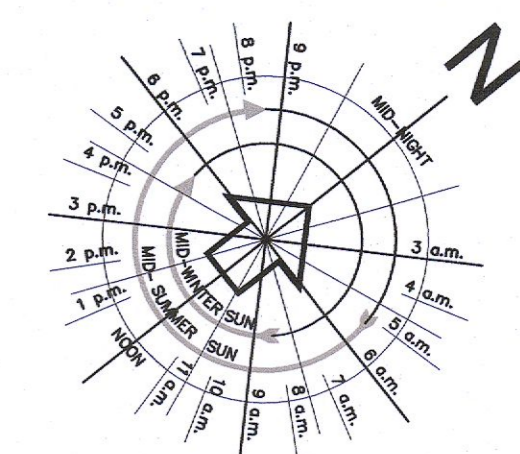 N
MID-NIGHT
3 a.m.
4 a.m.
5 a.m.
6 a.m.
7 a.m.
8 a.m.
9 a.m.
10 a.m.
11 a.m.
NOON
1 p.m.
2 p.m.
3 p.m.
4 p.m.
5 p.m.
6 p.m.
7 p.m.
8 p.m.
9 p.m.
MID-WINTER SUN
MID- SUMMER SUN